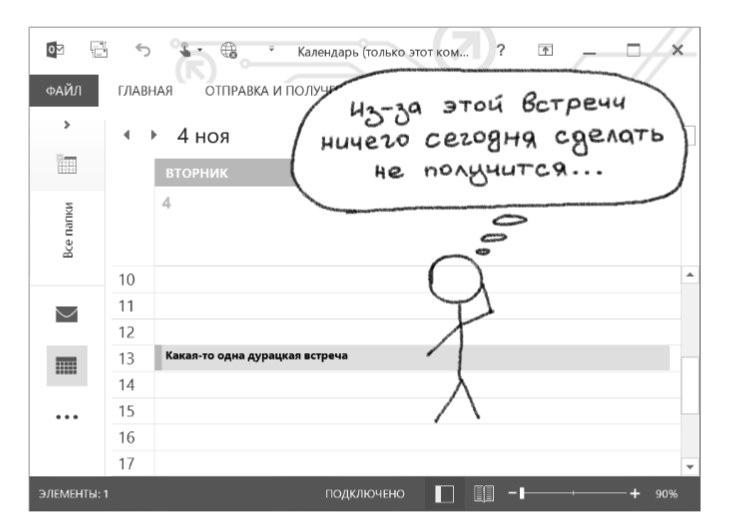 Календарь (только этот ком...
?
ФАЙЛ
ГЛАВНАЯ
ОТПРАВКА И
Из-за этой встречи
ничего сегодня сделать
не получится...
4 ноя
ВТОРНИК
4
Все папки
10
11
12
13 Какая-то одна дурацкая встреча
14
15
16
17
ЭЛЕМЕНТЫ: 1
ПОДКЛЮЧЕНО
90%